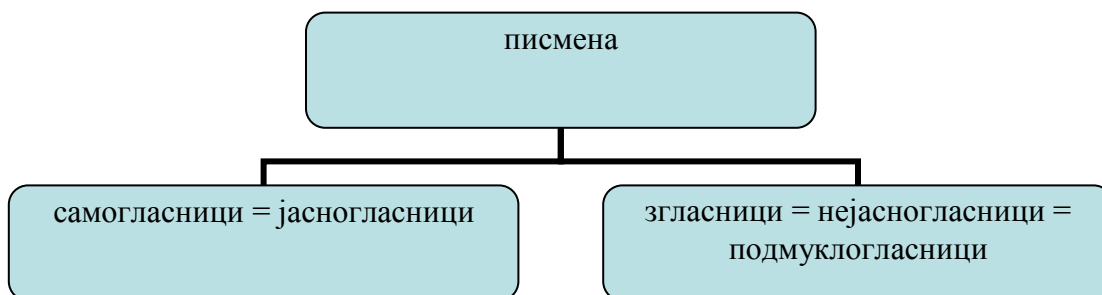 писмена
самогласници = јасногласници
згласници = нејасногласници =
подмуклогласници